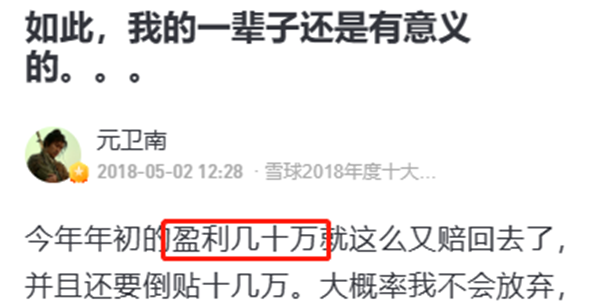 如此，我的一辈子还是有意义
的。。。
元卫南
2018-05-02 12:28 · 雪球2018年度十大...
今年年初的盈利几十万就这么又赔回去了，
并且还要倒贴十几万。大概率我不会放弃，